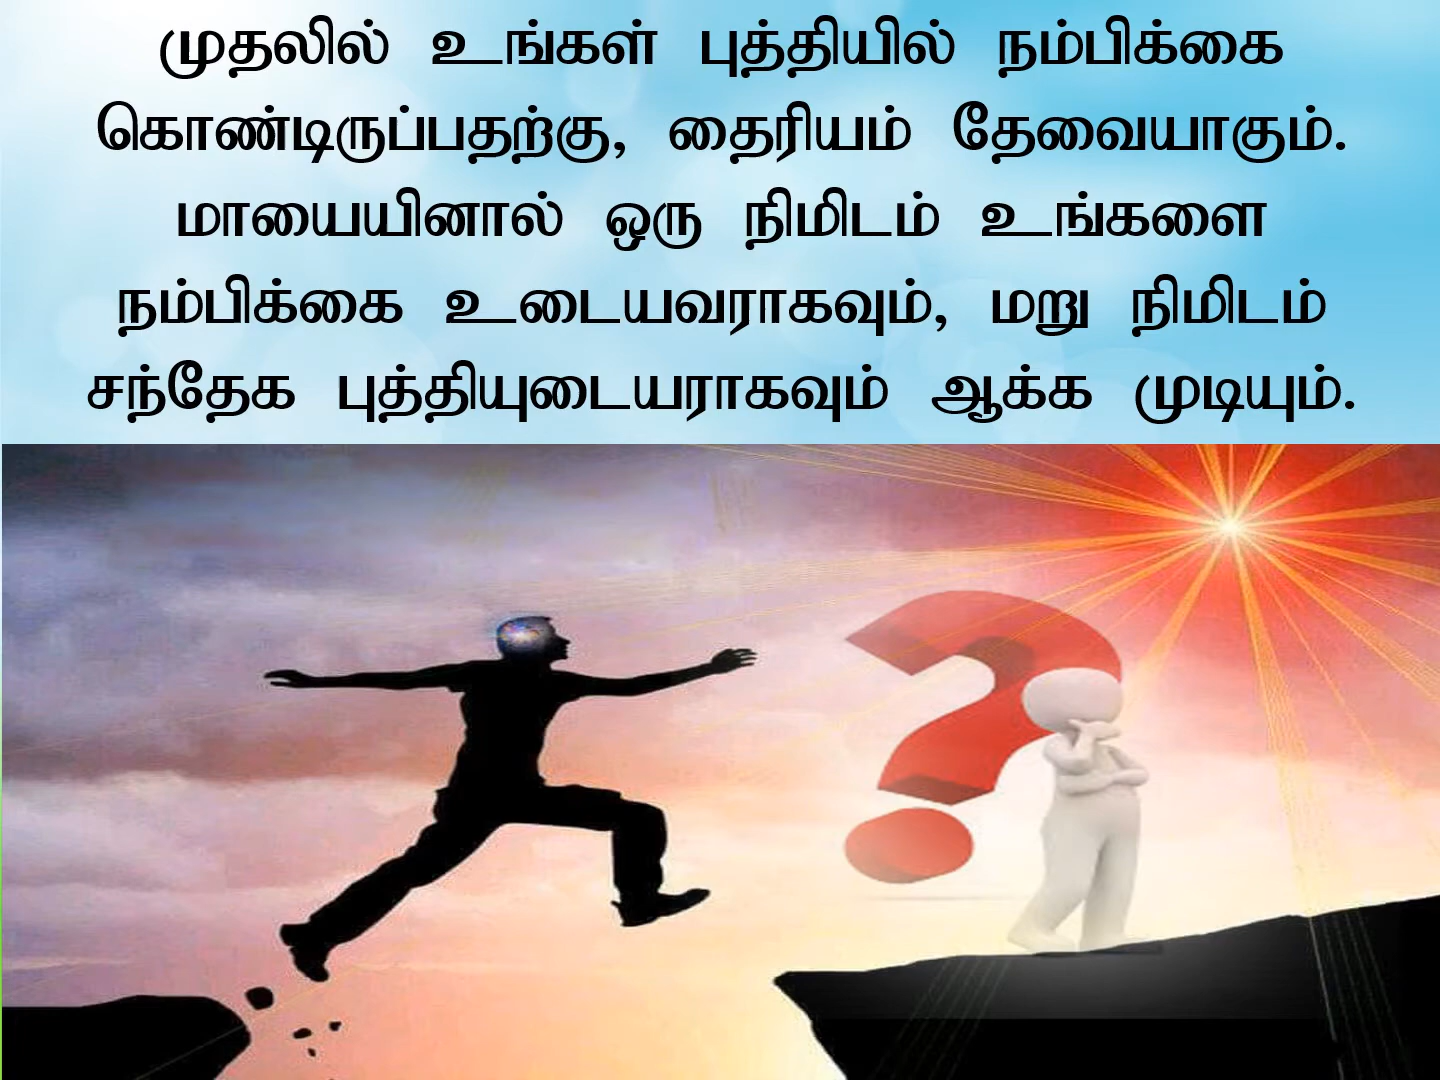 முதலில் உங்கள் புத்தியில் நம்பிக்கை
கொண்டிருப்பதற்கு, தைரியம் தேவையாகும்.
மாயையினால் ஒரு நிமிடம் உங்களை
நம்பிக்கை உடையவராகவும், மறு நிமிடம்
சந்தேக புத்தியுடையராகவும் ஆக்க முடியும்.